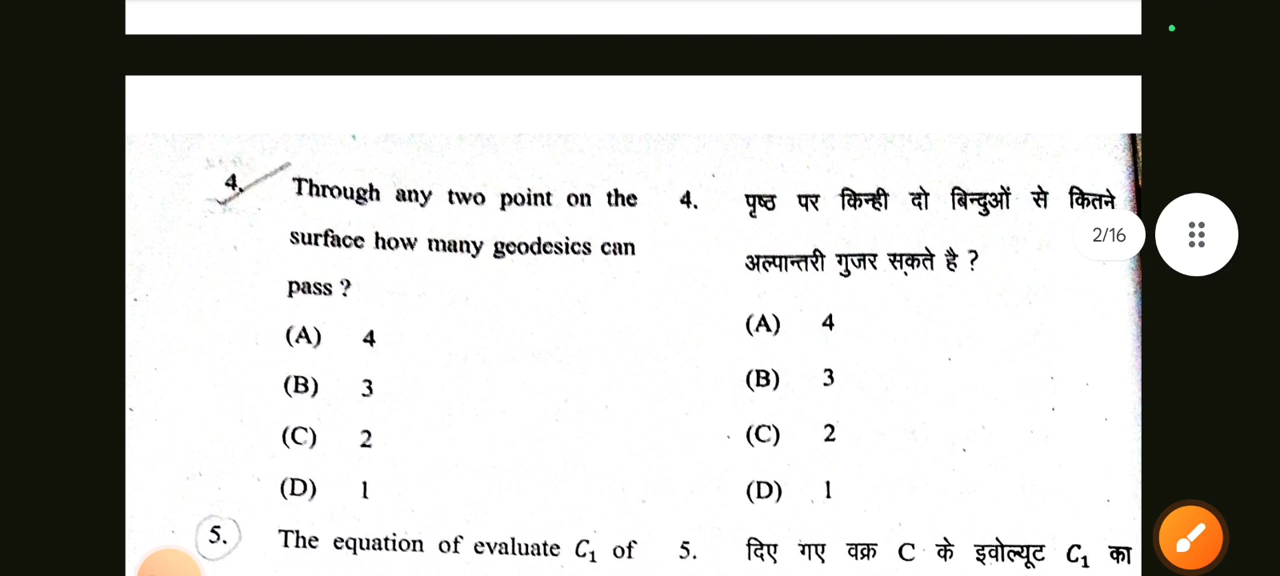 4. Through any two point on the
surface how many geodesics can
pass ?
(A) 4
(B) 3
(C) 2
(D) 1
5. The equation of evaluate C₁ of
4. पृष्ठ पर किन्ही दो बिन्दुओं से कितने
अल्पान्तरी गुजर सकते है ?
(A) 4
(B) 3
(C) 2
(D) 1
5. दिए गए वक्र C के इवोल्यूट C₁ का
2/16